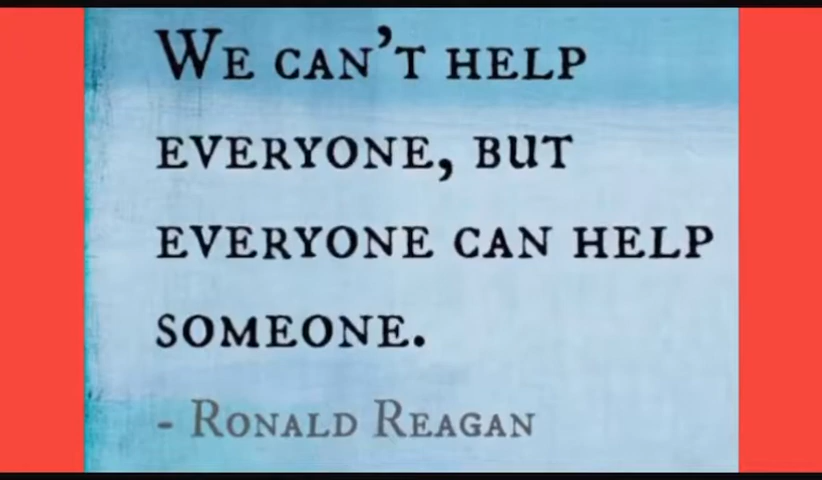 We can't help
everyone, but
everyone can help
someone.
- Ronald Reagan